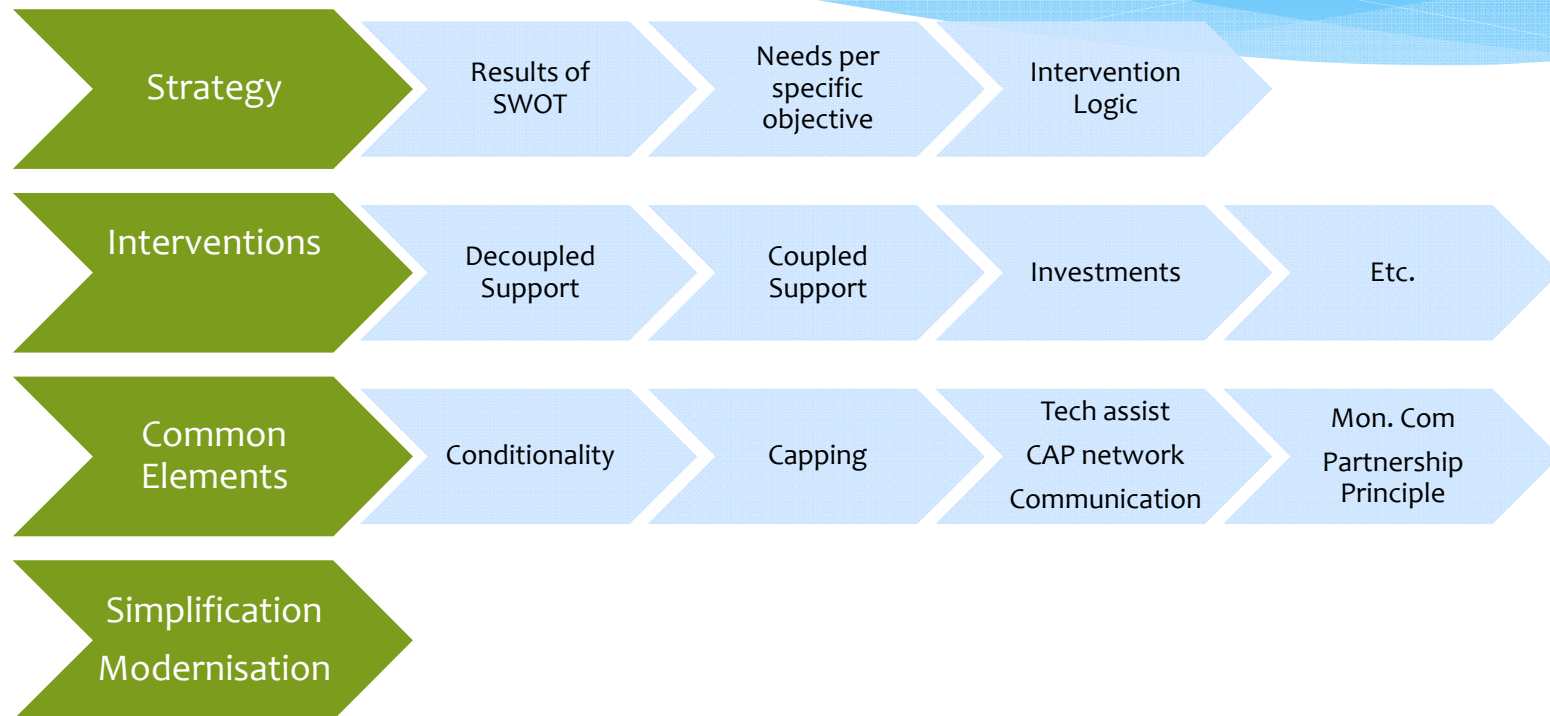 Strategy
Results of
SWOT
Needs per
specific
objective
Intervention
Logic
Interventions
Decoupled
Support
Coupled
Support
Investments
Etc.
Common
Elements
Conditionality
Capping
Tech assist
CAP network
Communication
Mon. Com
Partnership
Principle
Simplification
Modernisation